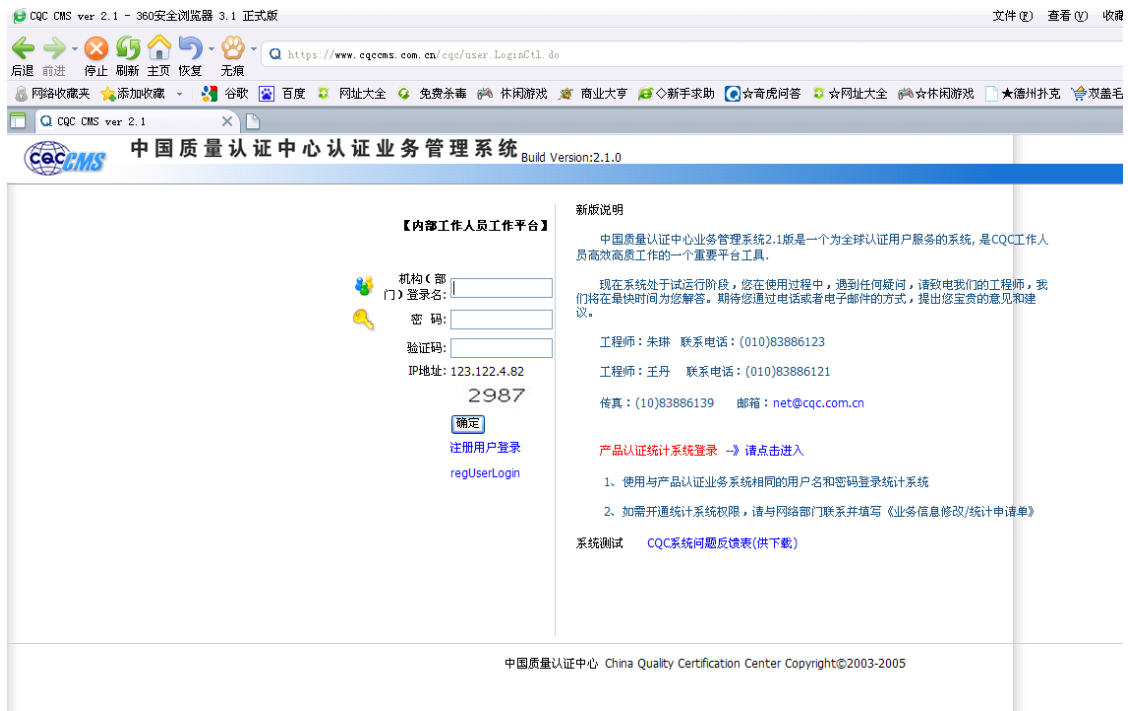 CQC CMS ver 2.1 - 360安全浏览器 3.1 正式版
文件(F) 查看(V) 收藏
后退 前进 停止 刷新 主页 恢复 无痕
https://www.cqccms.com.cn/cqc/user.LoginCtl.do
网络收藏夹 添加收藏 谷歌 百度 网址大全 免费杀毒 休闲游戏 商业大亨 ◇新手求助 ☆奇虎问答 ☆网址大全 ☆休闲游戏 ★德州扑克 双盖毛
CQC CMS ver 2.1
CQC CMS
中国质量认证中心认证业务管理系统 Build Version:2.1.0
【内部工作人员工作平台】
机构(部
门)登录名:
密 码:
验证码:
IP地址: 123.122.4.82
2987
确定
注册用户登录
regUserLogin
新版说明
中国质量认证中心业务管理系统2.1版是一个为全球认证用户服务的系统, 是CQC工作人
员高效高质工作的一个重要平台工具.
现在系统处于试运行阶段，您在使用过程中，遇到任何疑问，请致电我们的工程师，我
们将在最快时间为您解答。期待您通过电话或者电子邮件的方式，提出您宝贵的意见和建
议。
工程师：朱琳 联系电话：(010)83886123
工程师：王丹 联系电话：(010)83886121
传真：(10)83886139 邮箱：net@cqc.com.cn
产品认证统计系统登录 --》请点击进入
1、使用与产品认证业务系统相同的用户名和密码登录统计系统
2、如需开通统计系统权限，请与网络部门联系并填写《业务信息修改/统计申请单》
系统测试 CQC系统问题反馈表(供下载)
中国质量认证中心 China Quality Certification Center Copyright©2003-2005